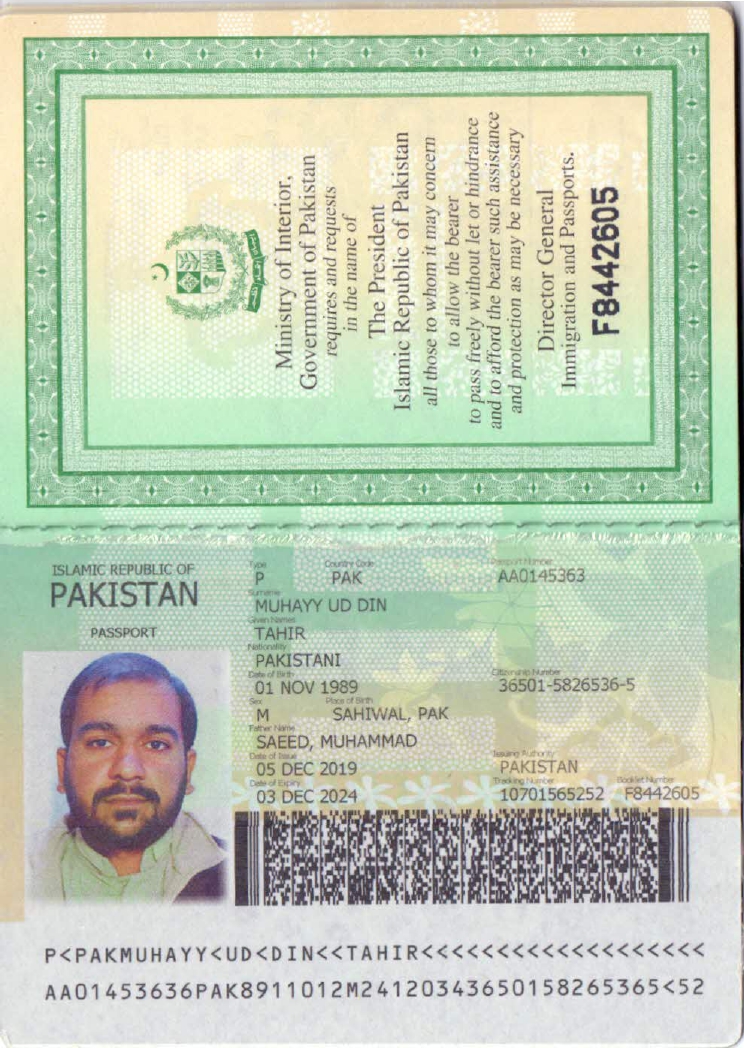 Ministry of Interior,
Government of Pakistan
requires and requests
in the name of
The President
Islamic Republic of Pakistan
all those to whom it may concern
to allow the bearer
to pass freely without let or hindrance
and to afford the bearer such assistance
and protection as may be necessary
Director General
Immigration and Passports.
F8442605
ISLAMIC REPUBLIC OF
PAKISTAN
PASSPORT
Type Country Code Passport Number
P PAK AA0145363
Surname
MUHAYY UD DIN
Given Names
TAHIR
Nationality
PAKISTANI
Date of Birth Citizenship Number
01 NOV 1989 36501-5826536-5
Sex Place of Birth
M SAHIWAL, PAK
Father Name
SAEED, MUHAMMAD
Date of Issue Issuing Authority
05 DEC 2019 PAKISTAN
Date of Expiry Tracking Number Booklet Number
03 DEC 2024 10701565252 F8442605
P<PAKMUHAYY<UD<DIN<<TAHIR<<<<<<<<<<<<<<<<<<<
AA01453636PAK8911012M24120343650158265365<52